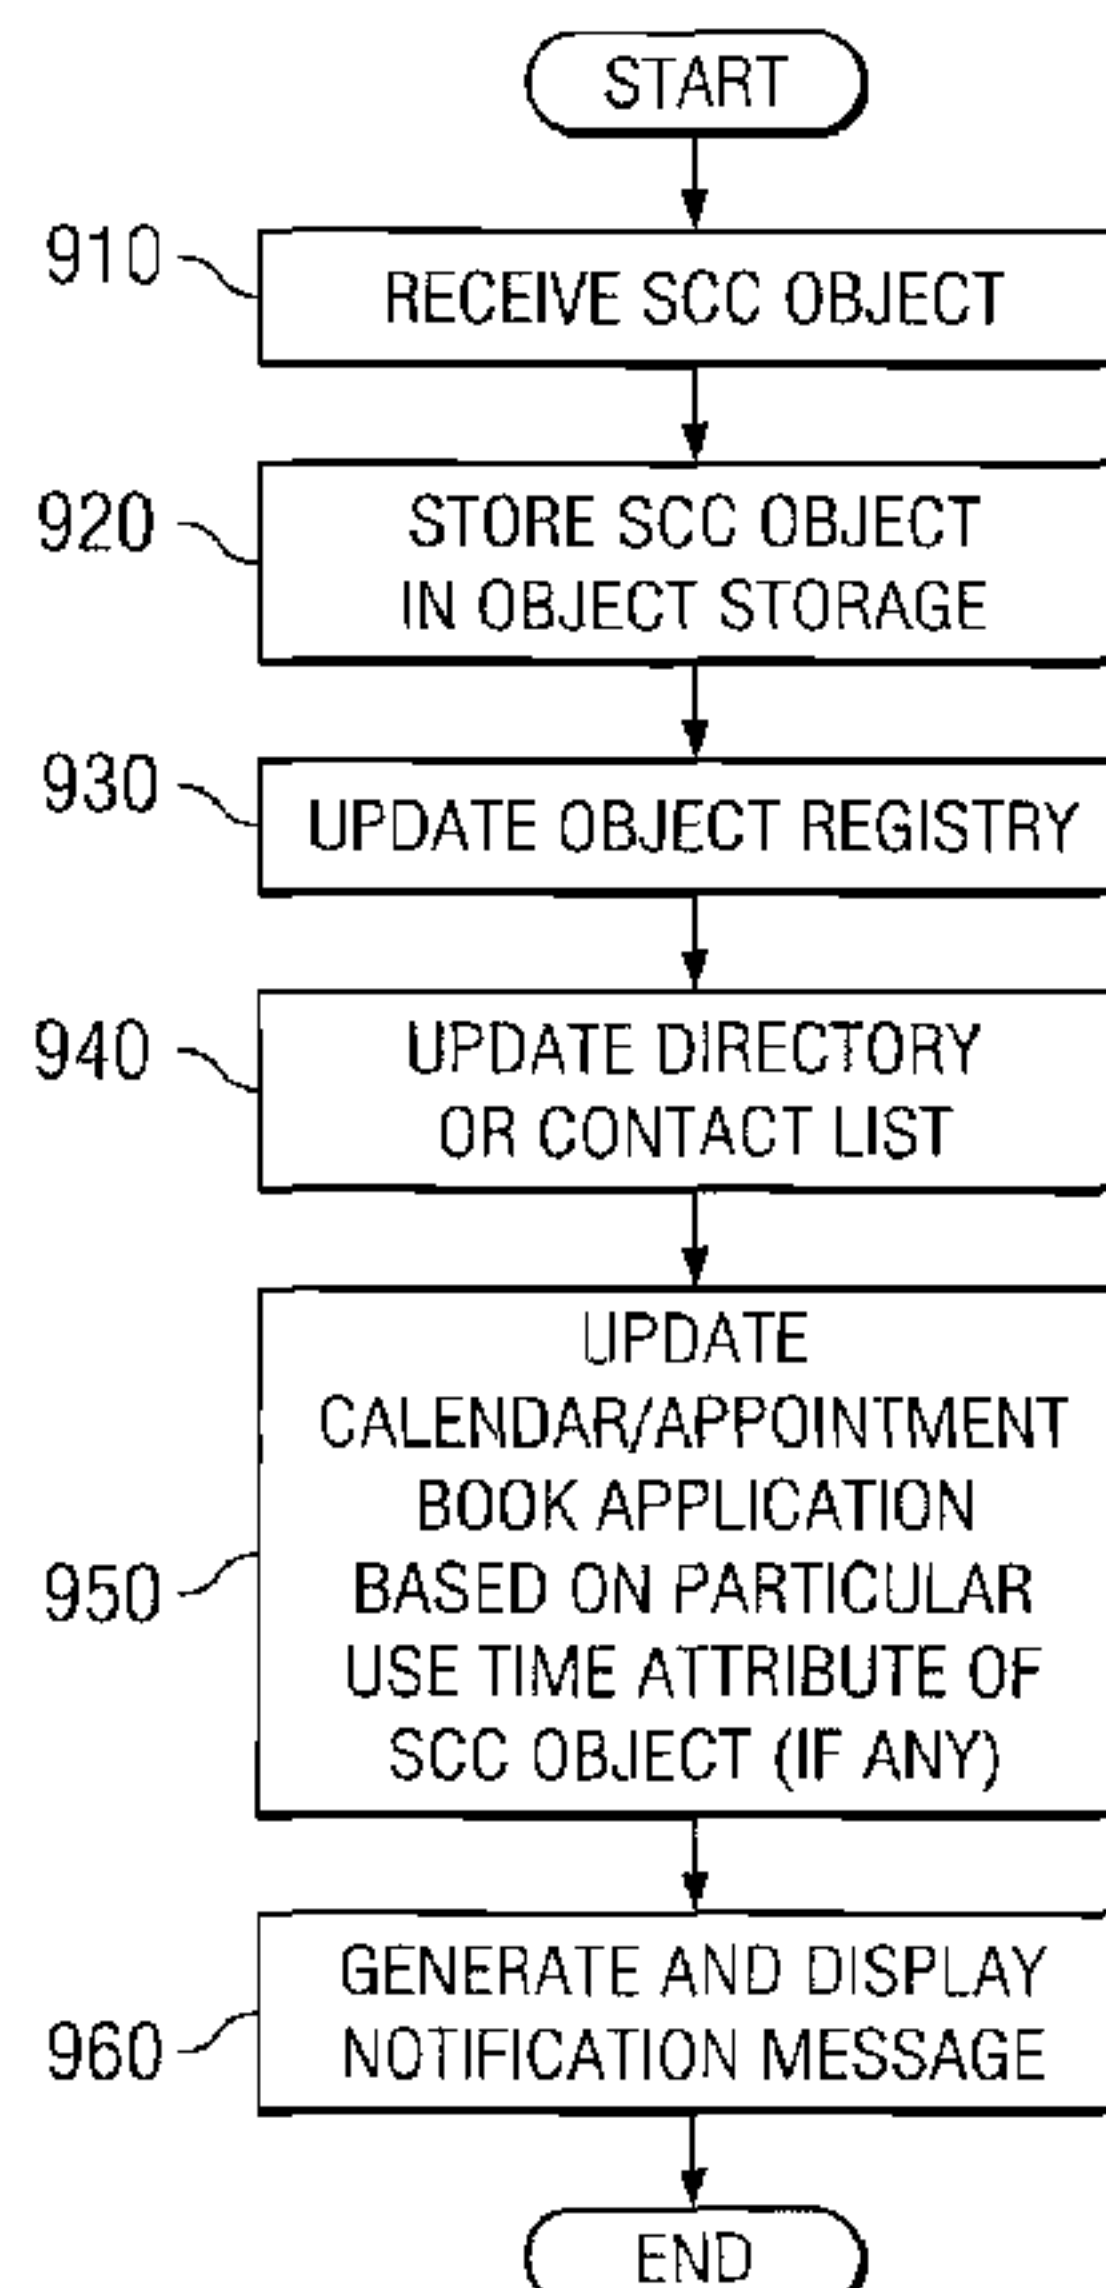 START
910
RECEIVE SCC OBJECT
920
STORE SCC OBJECT
IN OBJECT STORAGE
930
UPDATE OBJECT REGISTRY
940
UPDATE DIRECTORY
OR CONTACT LIST
950
UPDATE
CALENDAR/APPOINTMENT
BOOK APPLICATION
BASED ON PARTICULAR
USE TIME ATTRIBUTE OF
SCC OBJECT (IF ANY)
960
GENERATE AND DISPLAY
NOTIFICATION MESSAGE
END